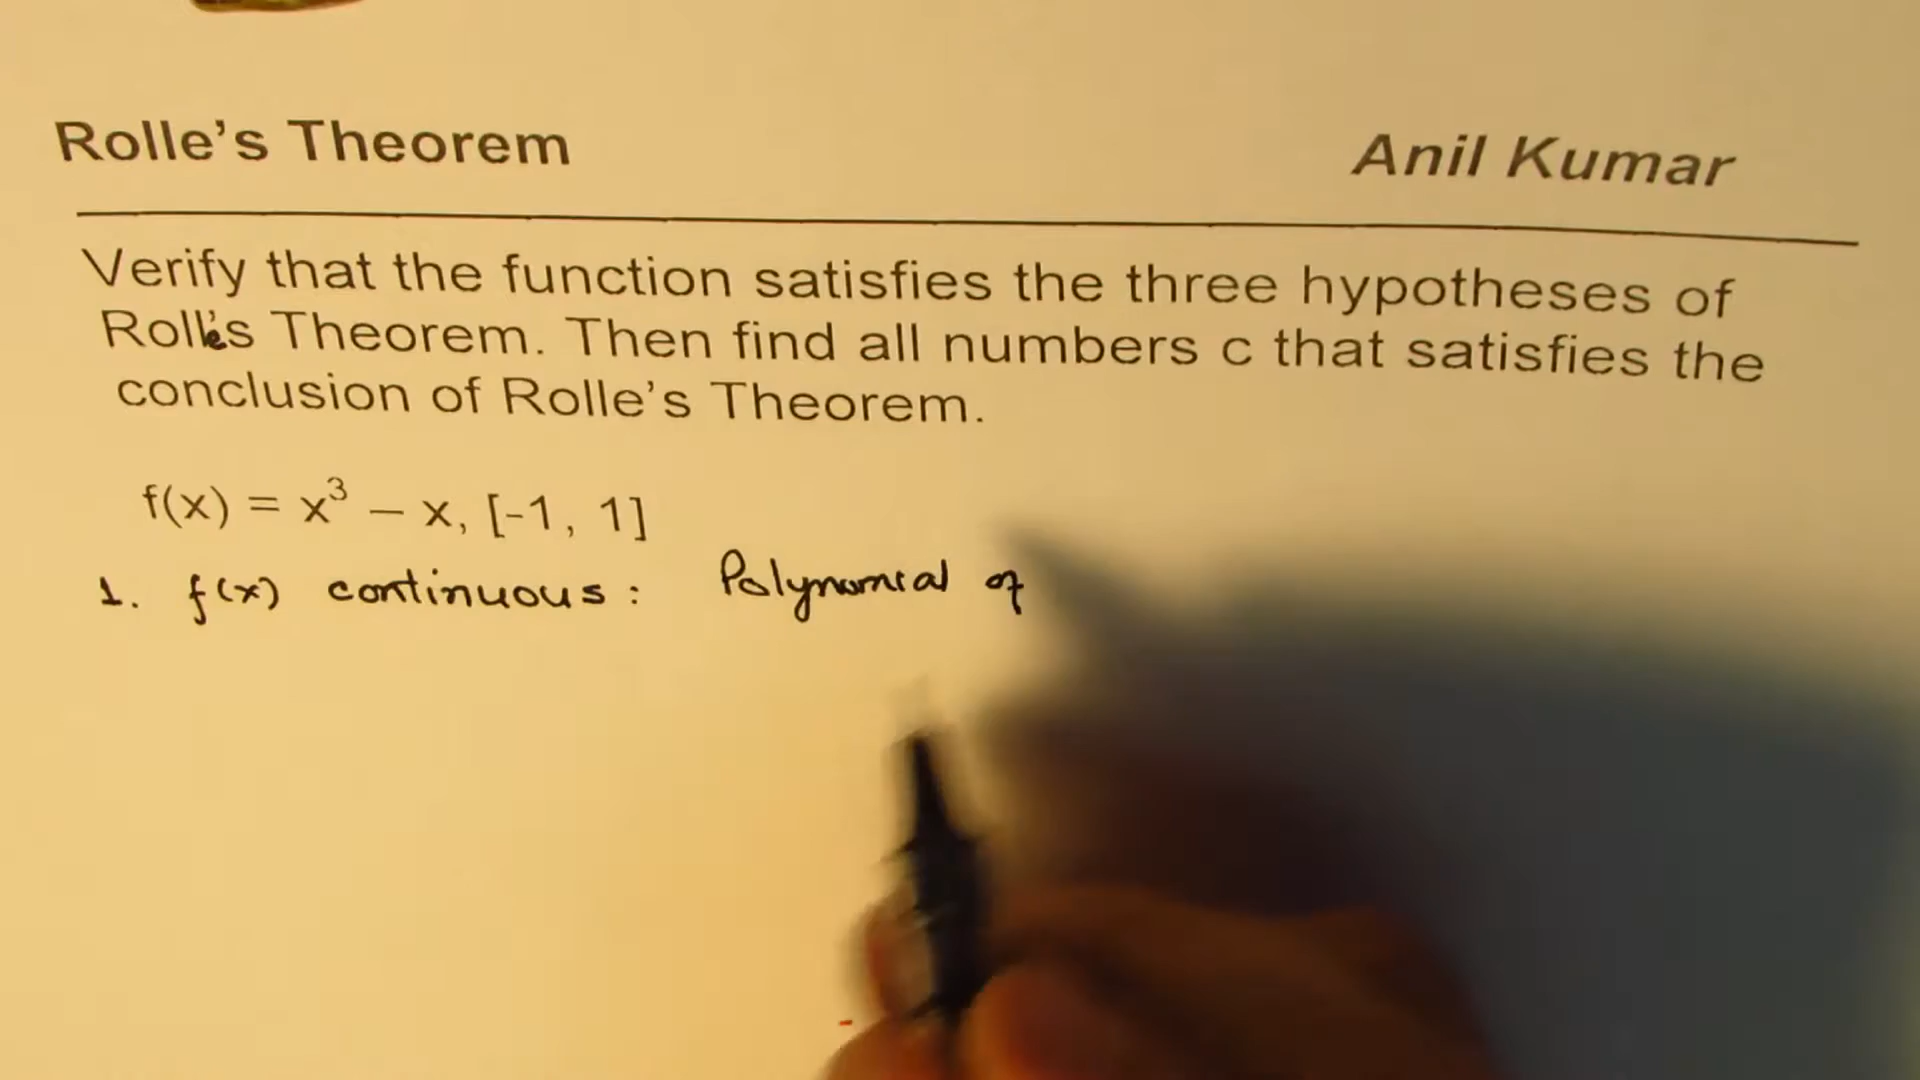 Rolle's Theorem
Anil Kumar
Verify that the function satisfies the three hypotheses of
Rolle's Theorem. Then find all numbers c that satisfies the
conclusion of Rolle's Theorem.
f(x) = x³ – x, [-1, 1]
1. f(x) continuous: Polynomial of